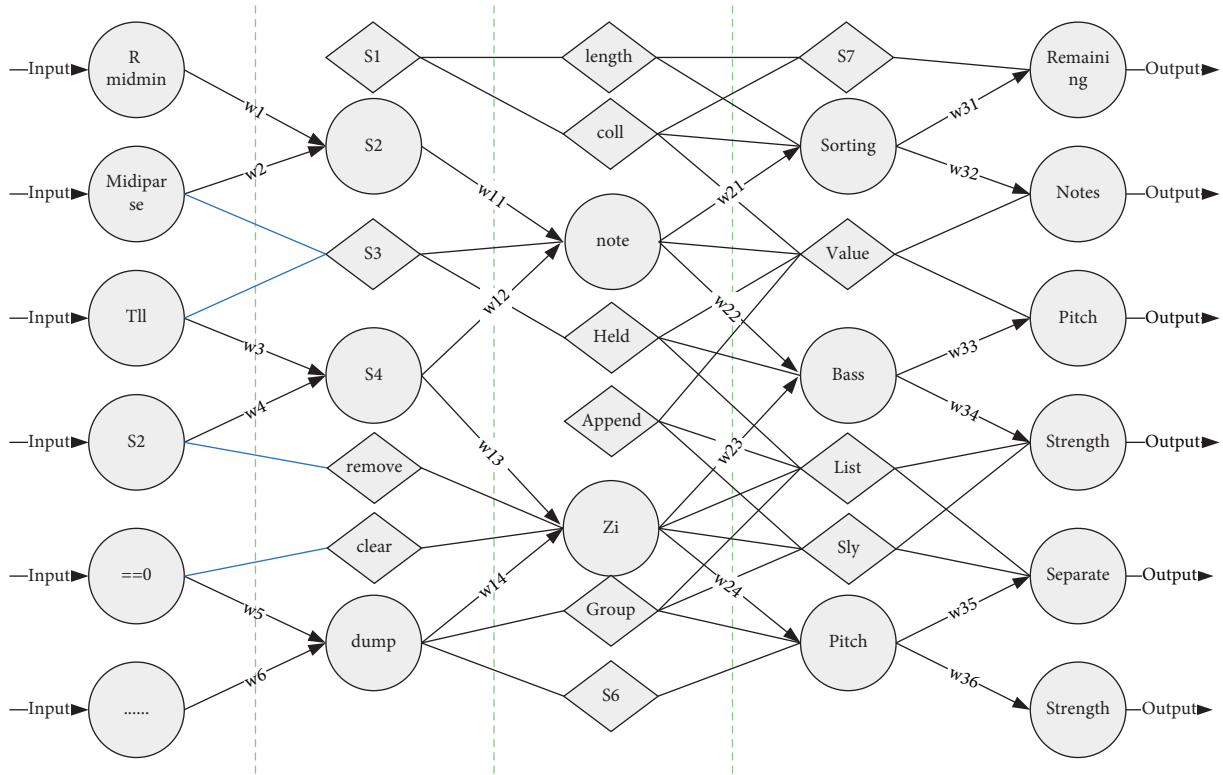 Input
R
midmin
Input
Midipar
se
Input
Tll
Input
S2
Input
==0
Input
......
w1
w2
w3
w4
w5
w6
S1
S2
S3
S4
remove
clear
dump
w11
w12
w13
w14
length
coll
note
Held
Append
Zi
Group
S6
w21
w22
w23
w24
S7
Sorting
Value
Bass
List
Sly
Pitch
w31
w32
w33
w34
w35
w36
Remaini
ng
Output
Notes
Output
Pitch
Output
Strength
Output
Separate
Output
Strength
Output